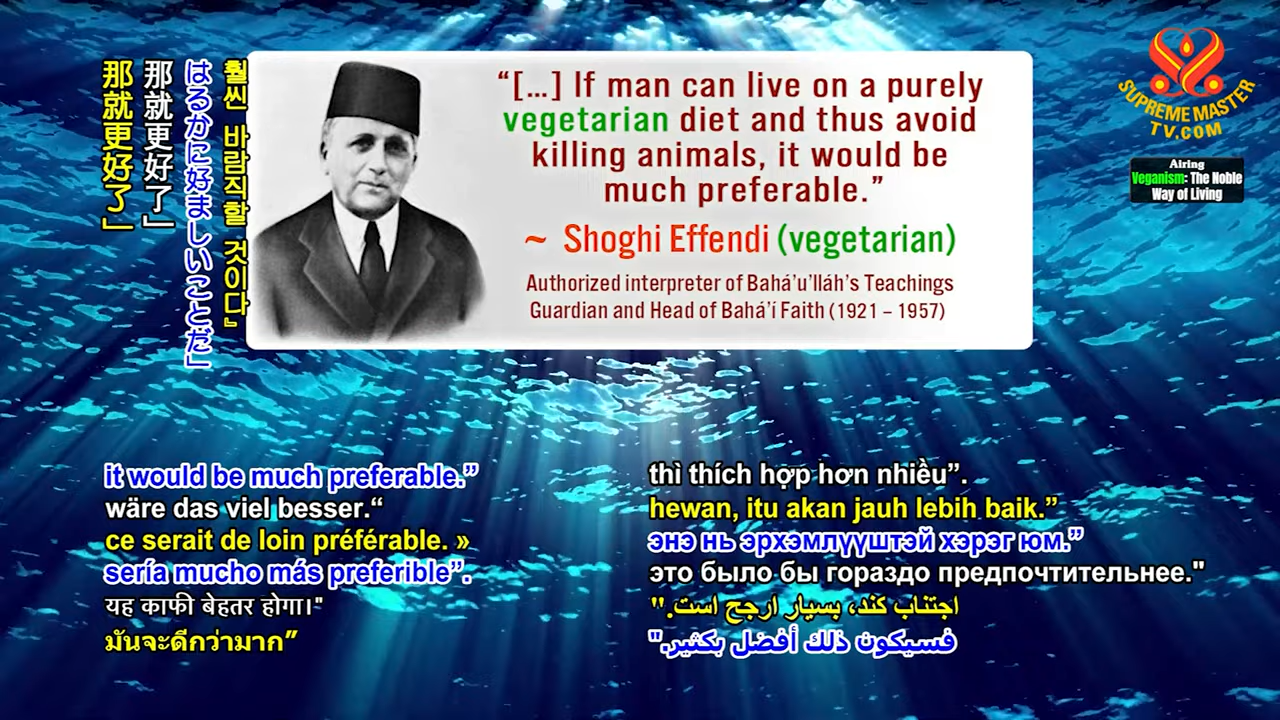 “[...] If man can live on a purely
vegetarian diet and thus avoid
killing animals, it would be
much preferable.”
~ Shoghi Effendi (vegetarian)
Authorized interpreter of Bahá’u’lláh’s Teachings
Guardian and Head of Bahá’í Faith (1921 – 1957)
SUPREME MASTER
TV.COM
Airing
Veganism: The Noble
Way of Living
훨씬 바람직할 것이다』
はるかに好ましいことだ」
那就更好了」
那就更好了」
it would be much preferable.”
wäre das viel besser.“
ce serait de loin préférable. »
sería mucho más preferible”.
यह काफी बेहतर होगा।"
มันจะดีกว่ามาก”
thì thích hợp hơn nhiều”.
hewan, itu akan jauh lebih baik.”
энэ нь эрхэмлүүштэй хэрэг юм.”
это было бы гораздо предпочтительнее."
اجتناب کند، بسیار ارجح است."
فسيكون ذلك أفضل بكثير."